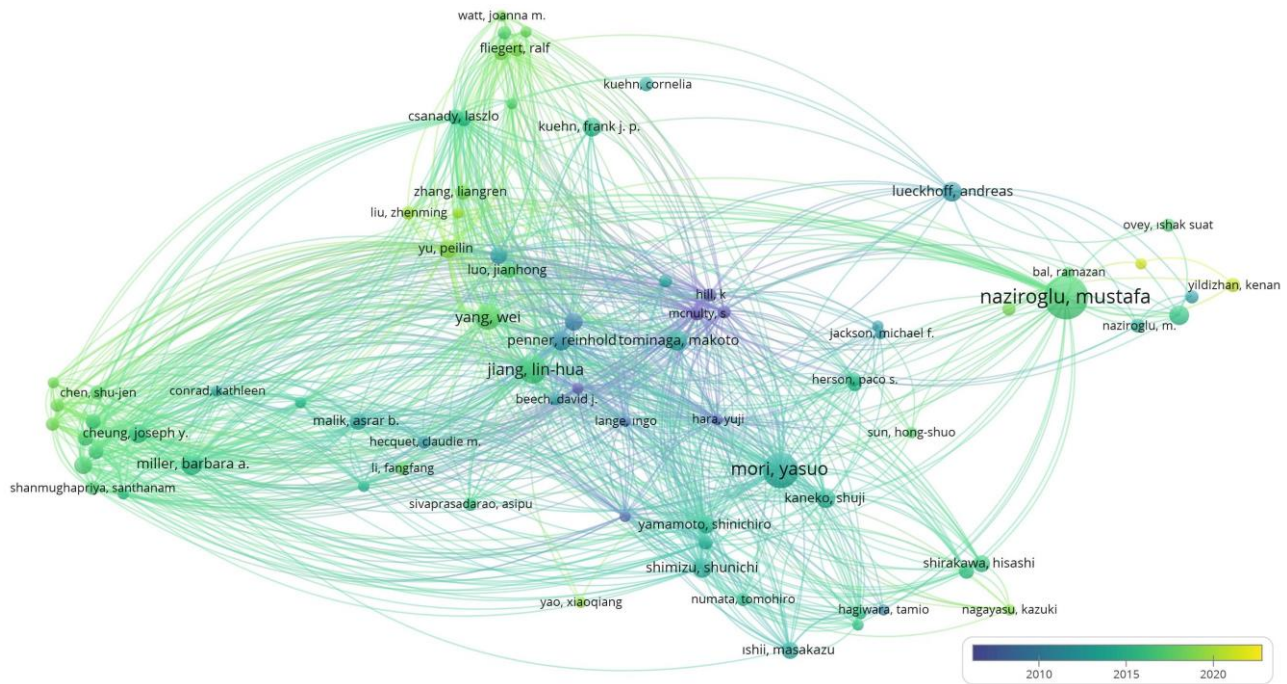 watt, joanna m.
fliegert, ralf
kuehn, cornelia
csanady, laszlo
kuehn, frank j. p.
zhang, liangren
lueckhoff, andreas
liu, zhenming
ovey, ıshak suat
yu, peilin
luo, jianhong
bal, ramazan
yildizhan, kenan
hill, k
naziroglu, mustafa
mcnulty, s
yang, wei
naziroglu, m.
jackson, michael f.
penner, reinhold
tominaga, makoto
jiang, lin-hua
herson, paco s.
chen, shu-jen
conrad, kathleen
beech, david j.
malik, asrar b.
lange, ıngo
hara, yuji
sun, hong-shuo
cheung, joseph y.
hecquet, claudie m.
miller, barbara a.
li, fangfang
mori, yasuo
shanmughapriya, santhanam
kaneko, shuji
sivaprasadarao, asipu
yamamoto, shinichiro
shirakawa, hisashi
shimizu, shunichi
yao, xiaoqiang
numata, tomohiro
hagiwara, tamio
nagayasu, kazuki
ıshii, masakazu
2010 2015 2020